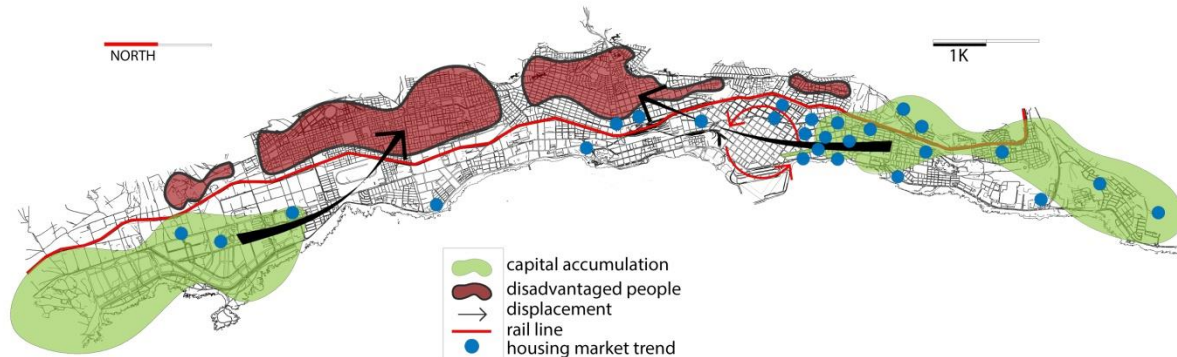 NORTH
1K
capital accumulation
disadvantaged people
displacement
rail line
housing market trend